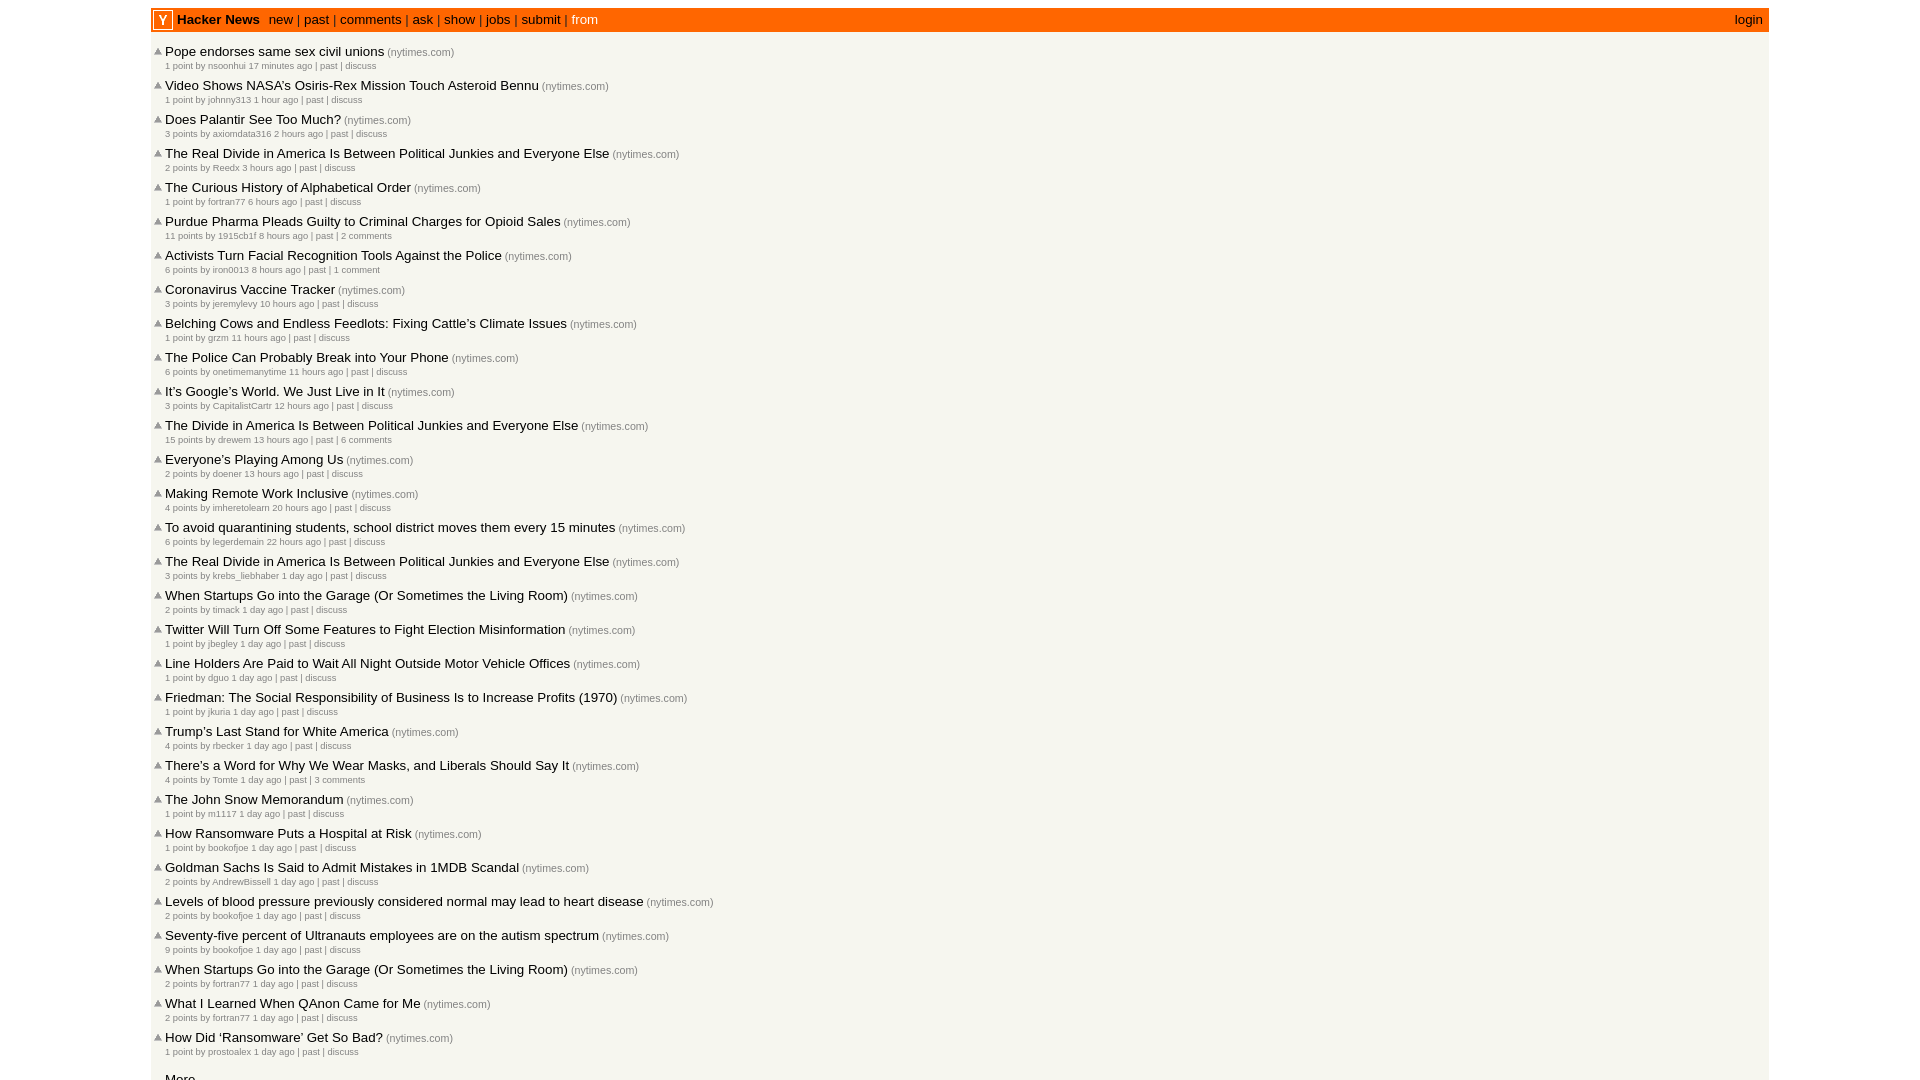 Y Hacker News new | past | comments | ask | show | jobs | submit | from login
Pope endorses same sex civil unions (nytimes.com)
1 point by nsoonhui 17 minutes ago | past | discuss
Video Shows NASA’s Osiris-Rex Mission Touch Asteroid Bennu (nytimes.com)
1 point by johnny313 1 hour ago | past | discuss
Does Palantir See Too Much? (nytimes.com)
3 points by axiomdata316 2 hours ago | past | discuss
The Real Divide in America Is Between Political Junkies and Everyone Else (nytimes.com)
2 points by Reedx 3 hours ago | past | discuss
The Curious History of Alphabetical Order (nytimes.com)
1 point by fortran77 6 hours ago | past | discuss
Purdue Pharma Pleads Guilty to Criminal Charges for Opioid Sales (nytimes.com)
11 points by 1915cb1f 8 hours ago | past | 2 comments
Activists Turn Facial Recognition Tools Against the Police (nytimes.com)
6 points by iron0013 8 hours ago | past | 1 comment
Coronavirus Vaccine Tracker (nytimes.com)
3 points by jeremylevy 10 hours ago | past | discuss
Belching Cows and Endless Feedlots: Fixing Cattle’s Climate Issues (nytimes.com)
1 point by grzm 11 hours ago | past | discuss
The Police Can Probably Break into Your Phone (nytimes.com)
6 points by onetimemanytime 11 hours ago | past | discuss
It’s Google’s World. We Just Live in It (nytimes.com)
3 points by CapitalistCartr 12 hours ago | past | discuss
The Divide in America Is Between Political Junkies and Everyone Else (nytimes.com)
15 points by drewem 13 hours ago | past | 6 comments
Everyone’s Playing Among Us (nytimes.com)
2 points by doener 13 hours ago | past | discuss
Making Remote Work Inclusive (nytimes.com)
4 points by imheretolearn 20 hours ago | past | discuss
To avoid quarantining students, school district moves them every 15 minutes (nytimes.com)
6 points by legerdemain 22 hours ago | past | discuss
The Real Divide in America Is Between Political Junkies and Everyone Else (nytimes.com)
3 points by krebs_liebhaber 1 day ago | past | discuss
When Startups Go into the Garage (Or Sometimes the Living Room) (nytimes.com)
2 points by timack 1 day ago | past | discuss
Twitter Will Turn Off Some Features to Fight Election Misinformation (nytimes.com)
1 point by jbegley 1 day ago | past | discuss
Line Holders Are Paid to Wait All Night Outside Motor Vehicle Offices (nytimes.com)
1 point by dguo 1 day ago | past | discuss
Friedman: The Social Responsibility of Business Is to Increase Profits (1970) (nytimes.com)
1 point by jkuria 1 day ago | past | discuss
Trump’s Last Stand for White America (nytimes.com)
4 points by rbecker 1 day ago | past | discuss
There’s a Word for Why We Wear Masks, and Liberals Should Say It (nytimes.com)
4 points by Tomte 1 day ago | past | 3 comments
The John Snow Memorandum (nytimes.com)
1 point by m1117 1 day ago | past | discuss
How Ransomware Puts a Hospital at Risk (nytimes.com)
1 point by bookofjoe 1 day ago | past | discuss
Goldman Sachs Is Said to Admit Mistakes in 1MDB Scandal (nytimes.com)
2 points by AndrewBissell 1 day ago | past | discuss
Levels of blood pressure previously considered normal may lead to heart disease (nytimes.com)
2 points by bookofjoe 1 day ago | past | discuss
Seventy-five percent of Ultranauts employees are on the autism spectrum (nytimes.com)
9 points by bookofjoe 1 day ago | past | discuss
When Startups Go into the Garage (Or Sometimes the Living Room) (nytimes.com)
2 points by fortran77 1 day ago | past | discuss
What I Learned When QAnon Came for Me (nytimes.com)
2 points by fortran77 1 day ago | past | discuss
How Did ‘Ransomware’ Get So Bad? (nytimes.com)
1 point by prostoalex 1 day ago | past | discuss
More